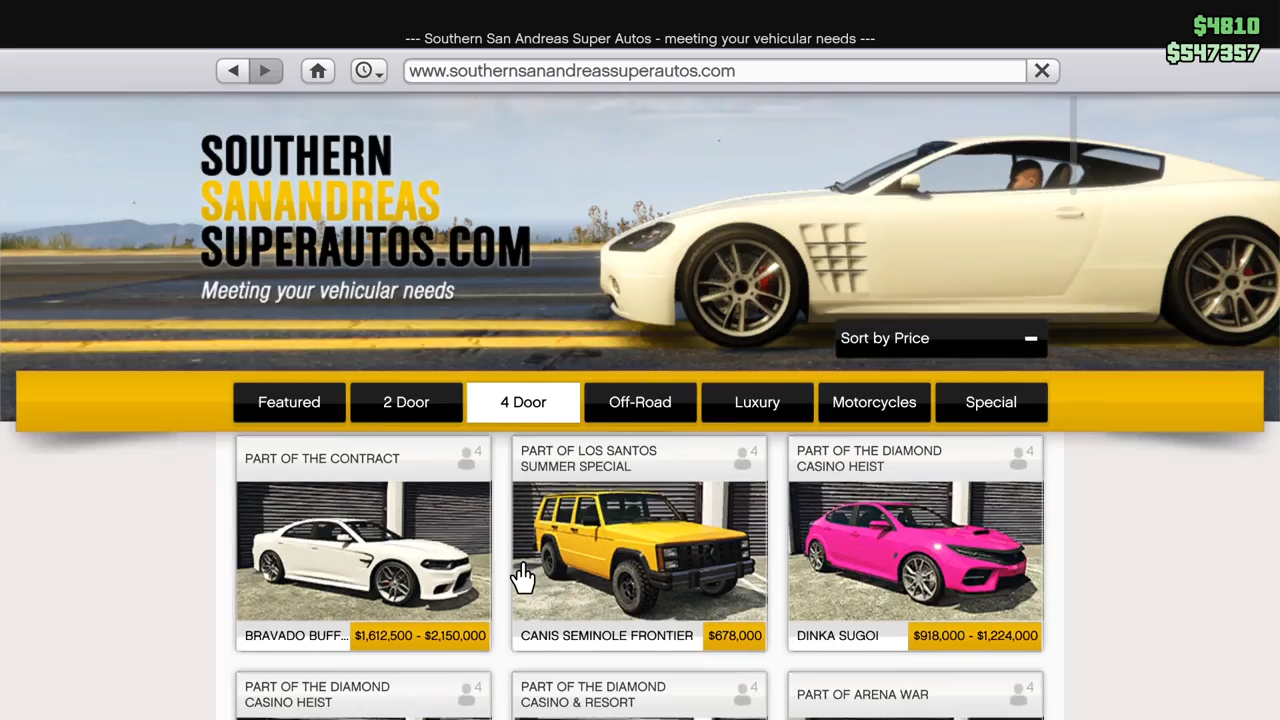 --- Southern San Andreas Super Autos - meeting your vehicular needs ---
$4810
$547357
www.southernsanandreassuperautos.com
SOUTHERN
SANANDREAS
SUPERAUTOS.COM
Meeting your vehicular needs
Sort by Price
Featured
2 Door
4 Door
Off-Road
Luxury
Motorcycles
Special
PART OF THE CONTRACT
4
PART OF LOS SANTOS
SUMMER SPECIAL
4
PART OF THE DIAMOND
CASINO HEIST
4
BRAVADO BUFF... $1,612,500 - $2,150,000
CANIS SEMINOLE FRONTIER $678,000
DINKA SUGOI $918,000 - $1,224,000
PART OF THE DIAMOND
CASINO HEIST
4
PART OF THE DIAMOND
CASINO & RESORT
4
PART OF ARENA WAR
4